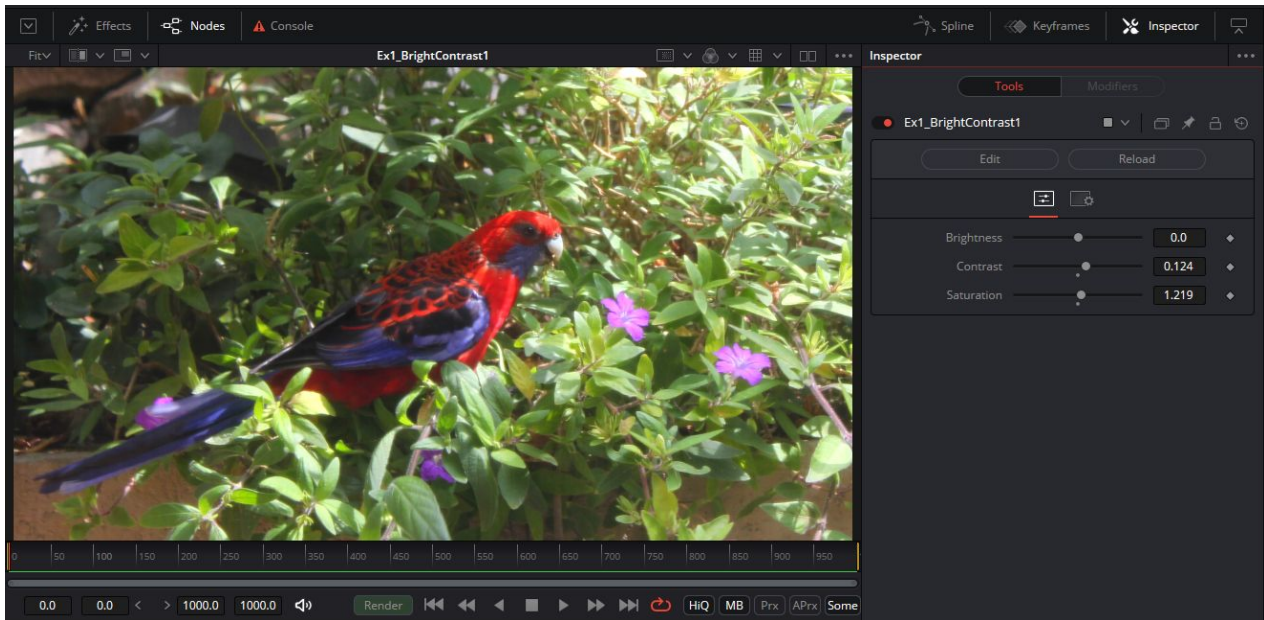 Effects Nodes Console Spline Keyframes Inspector
Fit Ex1_BrightContrast1 Inspector
Tools Modifiers
Ex1_BrightContrast1
Edit Reload
Brightness 0.0
Contrast 0.124
Saturation 1.219
0 50 100 150 200 250 300 350 400 450 500 550 600 650 700 750 800 850 900 950
0.0 0.0 < > 1000.0 1000.0 Render HiQ MB Prx APrx Some